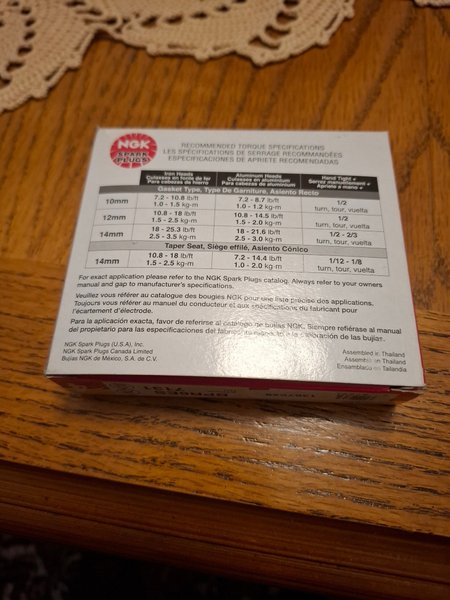 NGK
SPARK
PLUGS
RECOMMENDED TORQUE SPECIFICATIONS
LES SPÉCIFICATIONS DE SERRAGE RECOMMANDÉES
ESPECIFICACIONES DE APRIETE RECOMENDADAS
Iron Heads Aluminum Heads Hand Tight +
Culasses en fonte de fer Culasses en aluminium Serrez manuellement +
Para cabezas de hierro Para cabezas de aluminium Apriete a mano +
Gasket Type, Type De Garniture, Asiento Recto
10mm 7.2 - 10.8 lb/ft 7.2 - 8.7 lb/ft 1/2
1.0 - 1.5 kg-m 1.0 - 1.2 kg-m turn, tour, vuelta
12mm 10.8 - 18 lb/ft 10.8 - 14.5 lb/ft 1/2
1.5 - 2.5 kg-m 1.5 - 2.0 kg-m turn, tour, vuelta
14mm 18 - 25.3 lb/ft 18 - 21.6 lb/ft 1/2 - 2/3
2.5 - 3.5 kg-m 2.5 - 3.0 kg-m turn, tour, vuelta
Taper Seat, Siège effilé, Asiento Cónico
14mm 10.8 - 18 lb/ft 7.2 - 14.4 lb/ft 1/12 - 1/8
1.5 - 2.5 kg-m 1.0 - 2.0 kg-m turn, tour, vuelta
For exact application please refer to the NGK Spark Plugs catalog. Always refer to your owners
manual and gap to manufacturer's specifications.
Veuillez vous référer au catalogue des bougies NGK pour une liste précise des applications.
Toujours vous référer au manuel du conducteur et aux spécifications du fabricant pour
l'écartement d'électrode.
Para la aplicación exacta, favor de referirse al catálogo de bujías NGK. Siempre refiérase al manual
del propietario para las especificaciones del fabricante, en la calibración de las bujías.
NGK Spark Plugs (U.S.A), Inc.
NGK Spark Plugs Canada Limited
Bujías NGK de México, S.A. de C.V.
Assembled in Thailand
Assemblé en Thailand
Ensamblado en Tailandia
7131